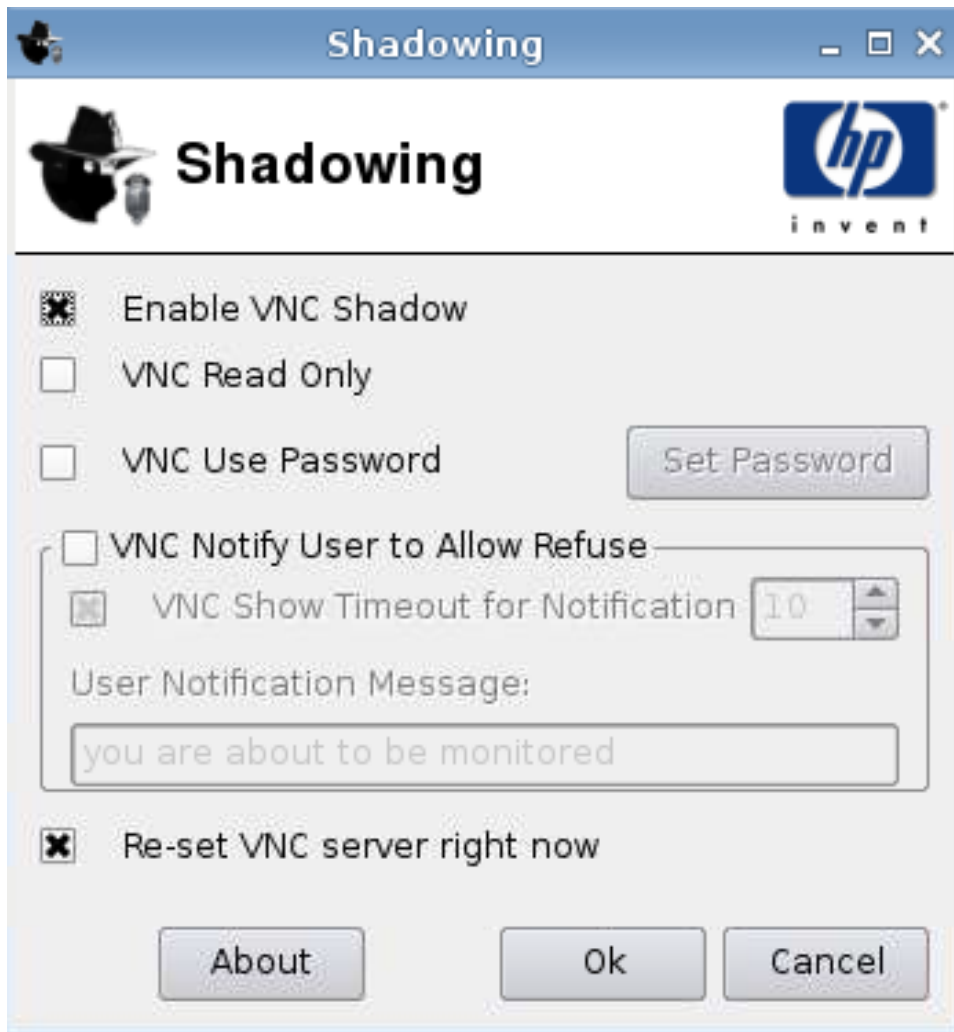 Shadowing
Shadowing
hp
invent
Enable VNC Shadow
VNC Read Only
VNC Use Password
Set Password
VNC Notify User to Allow Refuse
VNC Show Timeout for Notification 10
User Notification Message:
you are about to be monitored
Re-set VNC server right now
About
Ok
Cancel